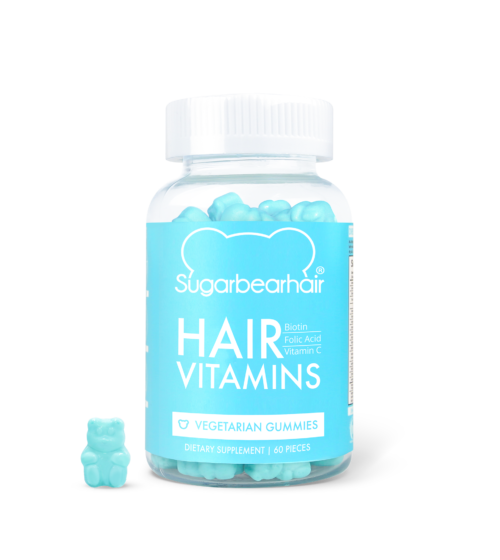 Sugarbearhair®
HAIR
Biotin
Folic Acid
Vitamin C
VITAMINS
VEGETARIAN GUMMIES
DIETARY SUPPLEMENT | 60 PIECES